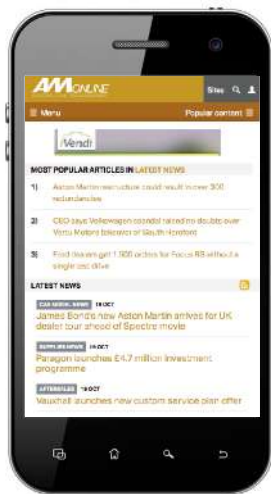 AMONLINE
Sites
Menu
Popular content
iVendi
MOST POPULAR ARTICLES IN LATEST NEWS
1) Aston Martin restructure could result in over 300
redundancies
2) CEO says Volkswagen scandal raised no doubts over
Vertu Motors takeover of South Hereford
3) Ford dealers get 1,500 orders for Focus RS without a
single test drive
LATEST NEWS
CAR MODEL NEWS 19 OCT
James Bond's new Aston Martin arrives for UK
dealer tour ahead of Spectre movie
SUPPLIER NEWS 19 OCT
Paragon launches £4.7 million investment
programme
AFTERSALES 19 OCT
Vauxhall launches new custom service plan offer